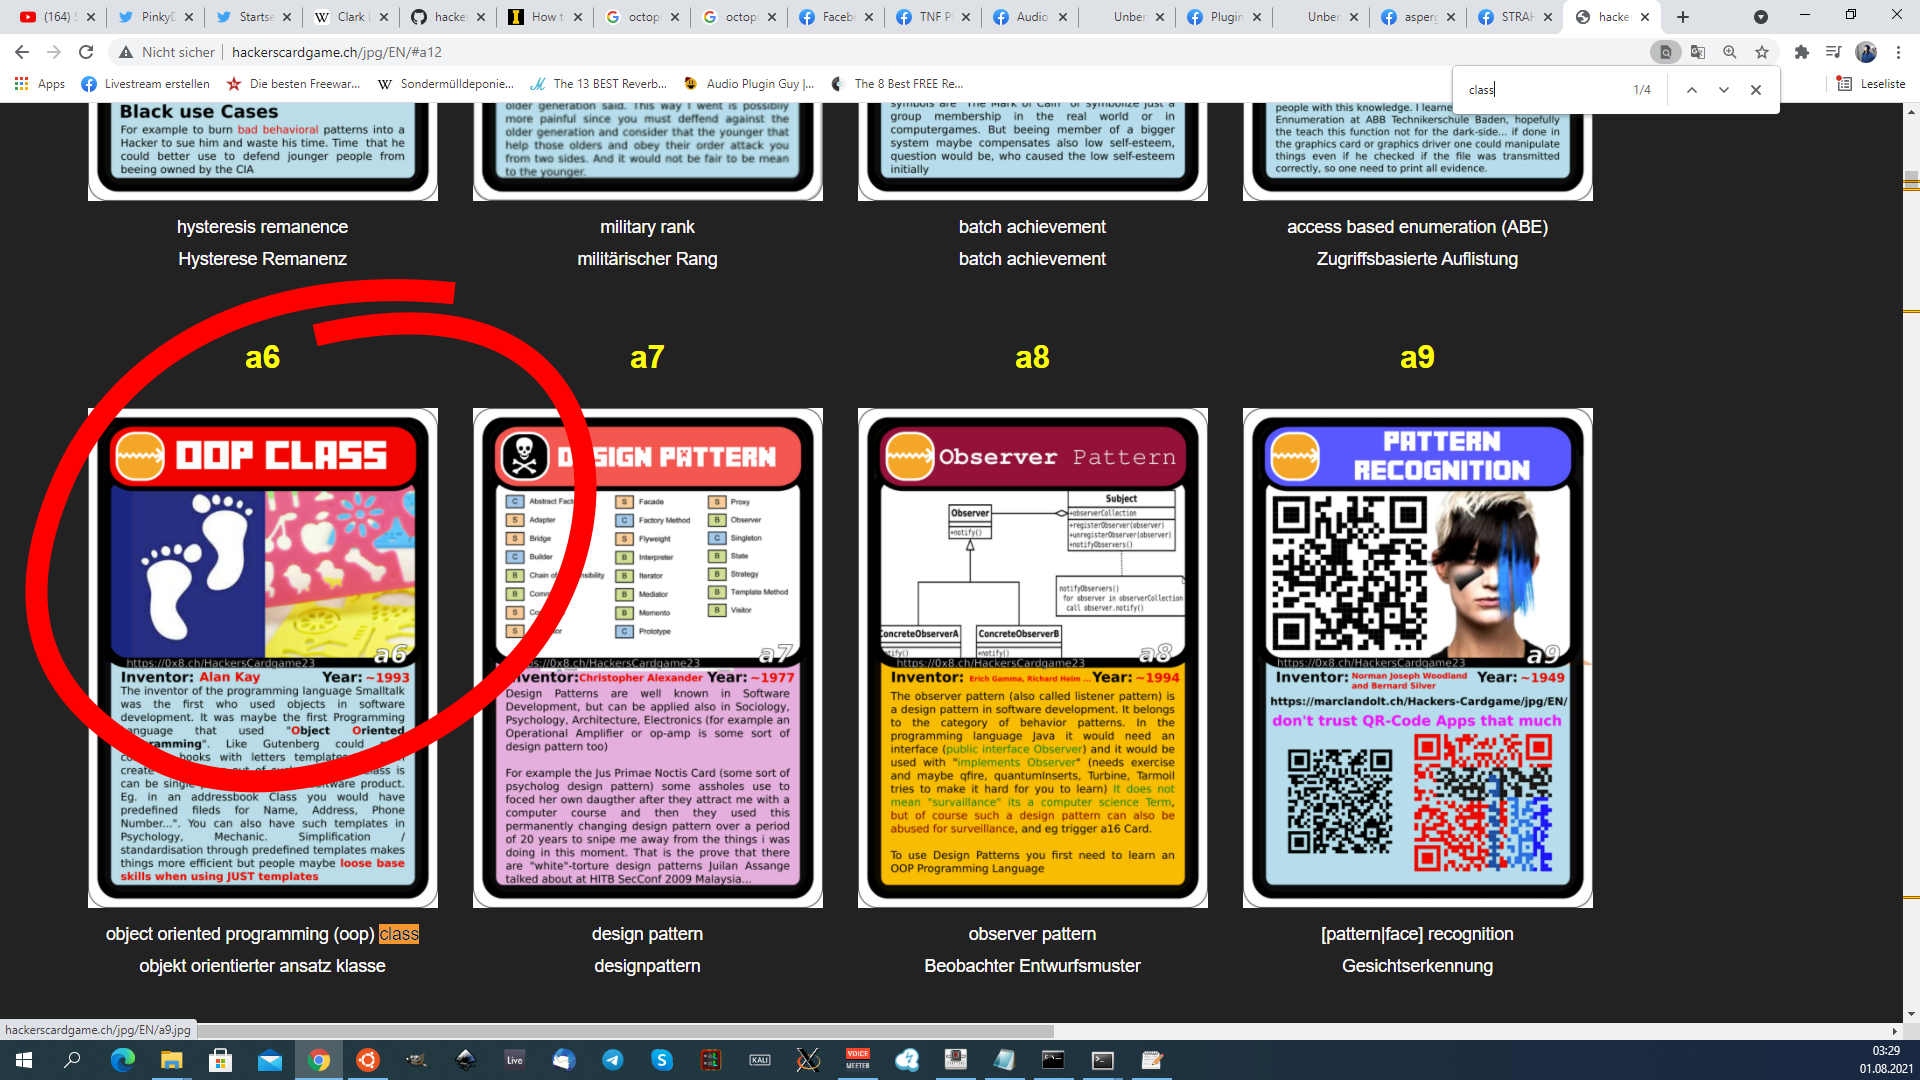 (164) S
PinkyD
Startse
Clark
hacke
How t
octop
octop
Faceb
TNF P
Audio
Unber
Plugin
Unber
asperg
STRAH
hacke
Nicht sicher
hackerscardgame.ch/jpg/EN/#a12
class
1/4
Apps
Livestream erstellen
Die besten Freewar...
Sondermülldeponie...
The 13 BEST Reverb...
Audio Plugin Guy |...
The 8 Best FREE Re...
Leseliste
Black use Cases
For example to burn bad behavioral patterns into a
Hacker to sue him and waste his time. Time that he
could better use to defend jounger people from
beeing owned by the CIA
older generation said. This way I went is possibliy
more painful since you must deffend against the
older generation and consider that the younger that
help those olders and obey their order attack you
from two sides. And it would not be fair to be mean
to the younger.
symbols are "The Mark of Cain" or symbolize just a
group membership in the real world or in
computergames. But beeing member of a bigger
system maybe compensates also low self-esteem,
question would be, who caused the low self-esteem
initially
people with this knowledge. I learne
Ennumeration at ABB Technikerschule Baden, hopefully
the teach this function not for the dark-side... if done in
the graphics card or graphics driver one could manipulate
things even if he checked if the file was transmitted
correctly, so one need to print all evidence.
hysteresis remanence
Hysterese Remanenz
military rank
militärischer Rang
batch achievement
batch achievement
access based enumeration (ABE)
Zugriffsbasierte Auflistung
a6
a7
a8
a9
OOP CLASS
a6
https://0x8.ch/HackersCardgame23
Inventor: Alan Kay Year: ~1993
The inventor of the programming language Smalltalk
was the first who used objects in software
development. It was maybe the first Programming
language that used "Object Oriented
ramming". Like Gutenberg could
books with letters templates
create
can be single software product.
Eg. in an addressbook Class you would have
predefined fileds for Name, Address, Phone
Number...". You can also have such templates in
Psychology, Mechanic. Simplification /
standardisation through predefined templates makes
things more efficient but people maybe loose base
skills when using JUST templates
object oriented programming (oop) class
objekt orientierter ansatz klasse
DESIGN PATTERN
C Abstract Fact
S Adapter
S Bridge
C Builder
B Chain of sibility
B Com
S Co
S
S Facade
C Factory Method
S Flyweight
B Interpreter
B Iterator
B Mediator
B Memento
C Prototype
S Proxy
B Observer
C Singleton
B State
B Strategy
B Template Method
B Visitor
a7
s://0x8.ch/HackersCardgame23
Inventor:Christopher Alexander Year: ~1977
Design Patterns are well known in Software
Development, but can be applied also in Sociology,
Psychology, Architecture, Electronics (for example an
Operational Amplifier or op-amp is some sort of
design pattern too)
For example the Jus Primae Noctis Card (some sort of
psycholog design pattern) some assholes use to
foced her own daugther after they attract me with a
computer course and then they used this
permanently changing design pattern over a period
of 20 years to snipe me away from the things i was
doing in this moment. That is the prove that there
are "white"-torture design patterns Juilan Assange
talked about at HITB SecConf 2009 Malaysia...
design pattern
designpattern
Observer Pattern
Observer
+notify()
Subject
+observerCollection
+registerObserver(observer)
+unregisterObserver(observer)
+notifyObservers()
notifyObservers()
for observer in observerCollection
call observer.notify()
ConcreteObserverA
notify()
ConcreteObserverB
+notify()
a8
https://0x8.ch/HackersCardgame23
Inventor: Erich Gamma, Richard Helm ... Year: ~1994
The observer pattern (also called listener pattern) is
a design pattern in software development. It belongs
to the category of behavior patterns. In the
programming language Java it would need an
interface (public interface Observer) and it would be
used with "implements Observer" (needs exercise
and maybe qfire, quantumInserts, Turbine, Tarmoil
tries to make it hard for you to learn) It does not
mean "survaillance" its a computer science Term,
but of course such a design pattern can also be
abused for surveillance, and eg trigger a16 Card.
To use Design Patterns you first need to learn an
OOP Programming Language
observer pattern
Beobachter Entwurfsmuster
PATTERN
RECOGNITION
a9
https://0x8.ch/HackersCardgame23
Inventor: Norman Joseph Woodland and Bernard Silver Year: ~1949
https://marclandolt.ch/Hackers-Cardgame/jpg/EN/
don't trust QR-Code Apps that much
[pattern|face] recognition
Gesichtserkennung
hackerscardgame.ch/jpg/EN/a9.jpg
Live
KALI
VOICE
MEETER
03:29
01.08.2021